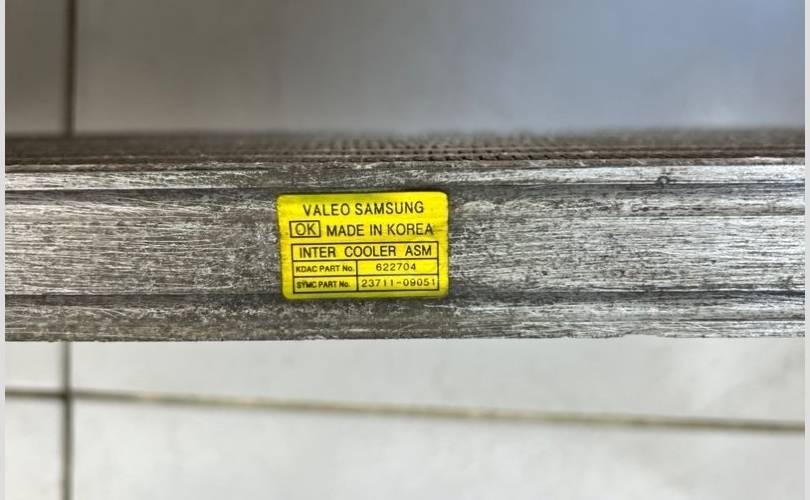 VALEO SAMSUNG
OK MADE IN KOREA
INTER COOLER ASM
KDAC PART No. 622704
SYMC PART No. 23711-09051